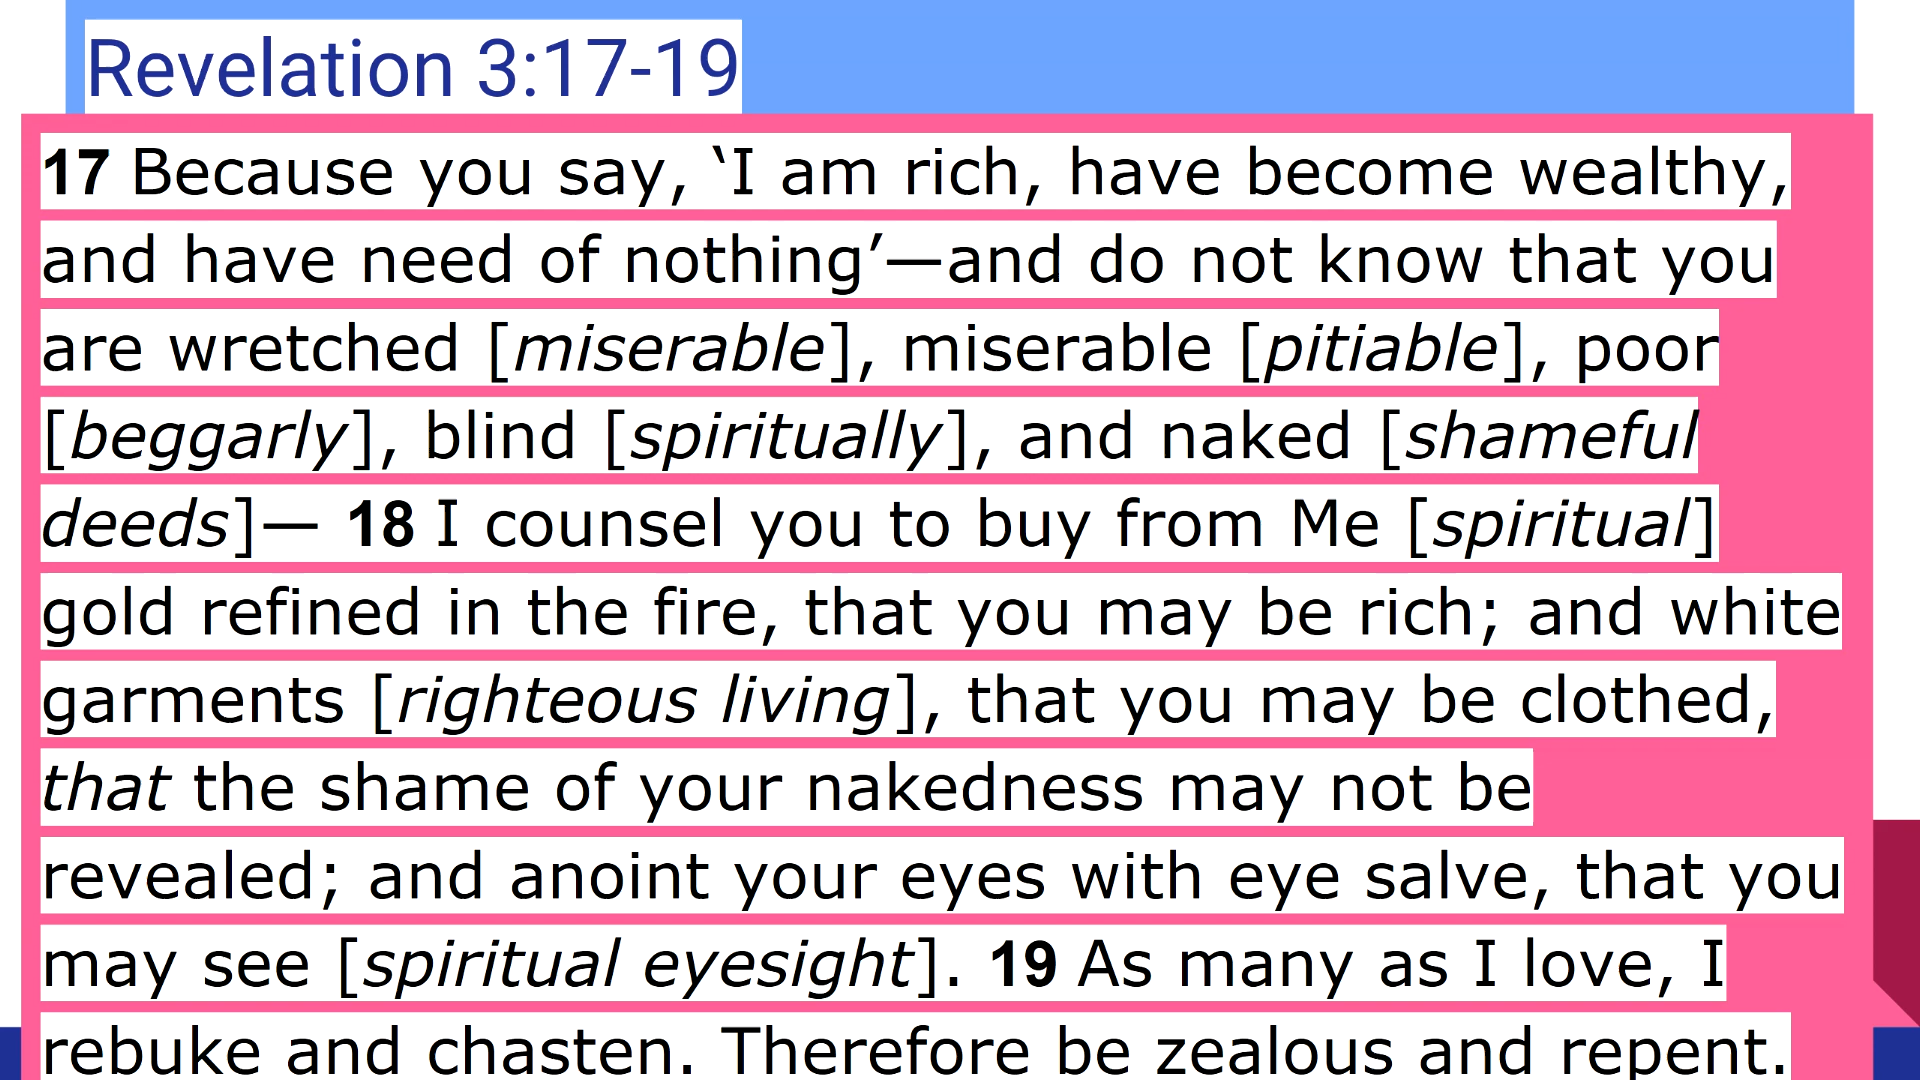 Revelation 3:17-19
17 Because you say, ‘I am rich, have become wealthy,
and have need of nothing’—and do not know that you
are wretched [miserable], miserable [pitiable], poor
[beggarly], blind [spiritually], and naked [shameful
deeds]— 18 I counsel you to buy from Me [spiritual]
gold refined in the fire, that you may be rich; and white
garments [righteous living], that you may be clothed,
that the shame of your nakedness may not be
revealed; and anoint your eyes with eye salve, that you
may see [spiritual eyesight]. 19 As many as I love, I
rebuke and chasten. Therefore be zealous and repent.